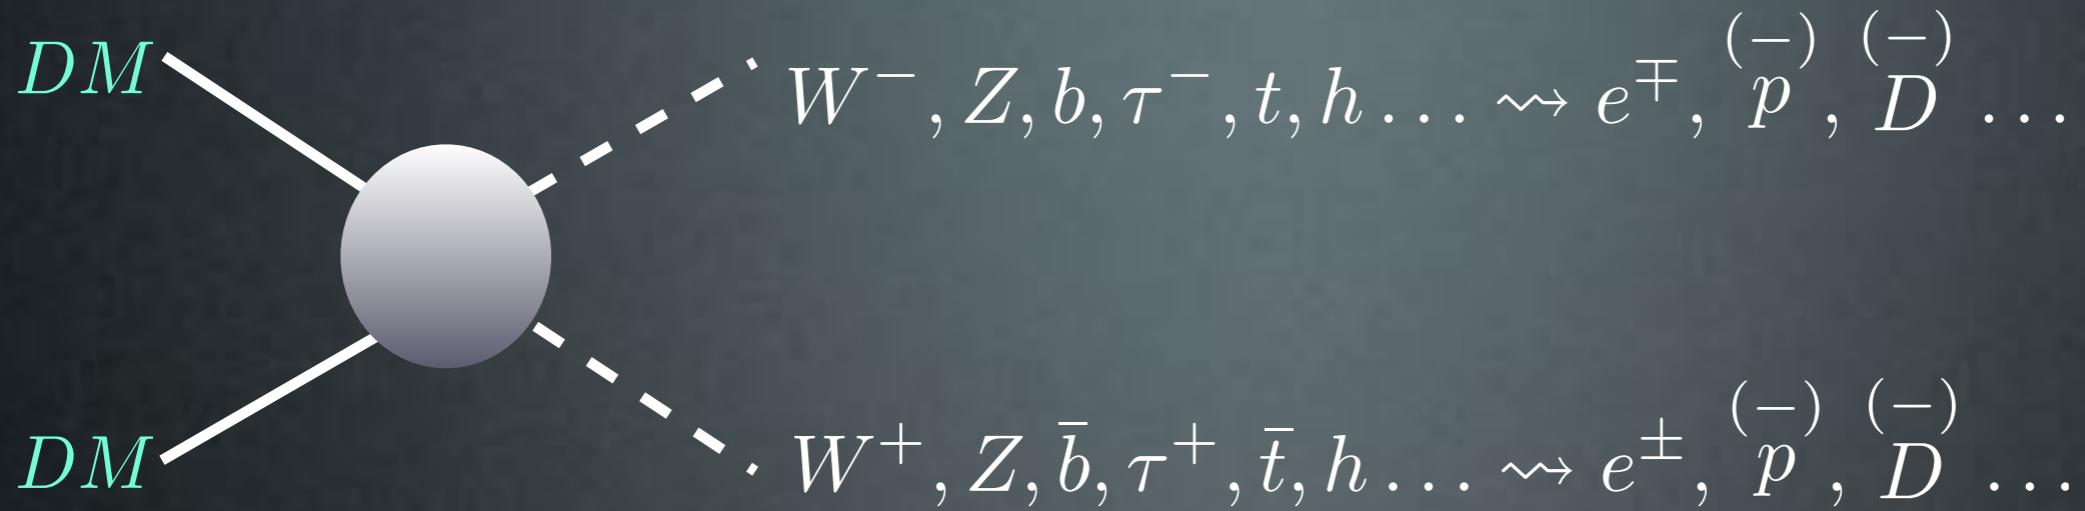 DM W⁻, Z, b, τ⁻, t, h … ⇝ e^∓, (−)p, (−)D …
DM W⁺, Z, b̄, τ⁺, t̄, h … ⇝ e^±, (−)p, (−)D …